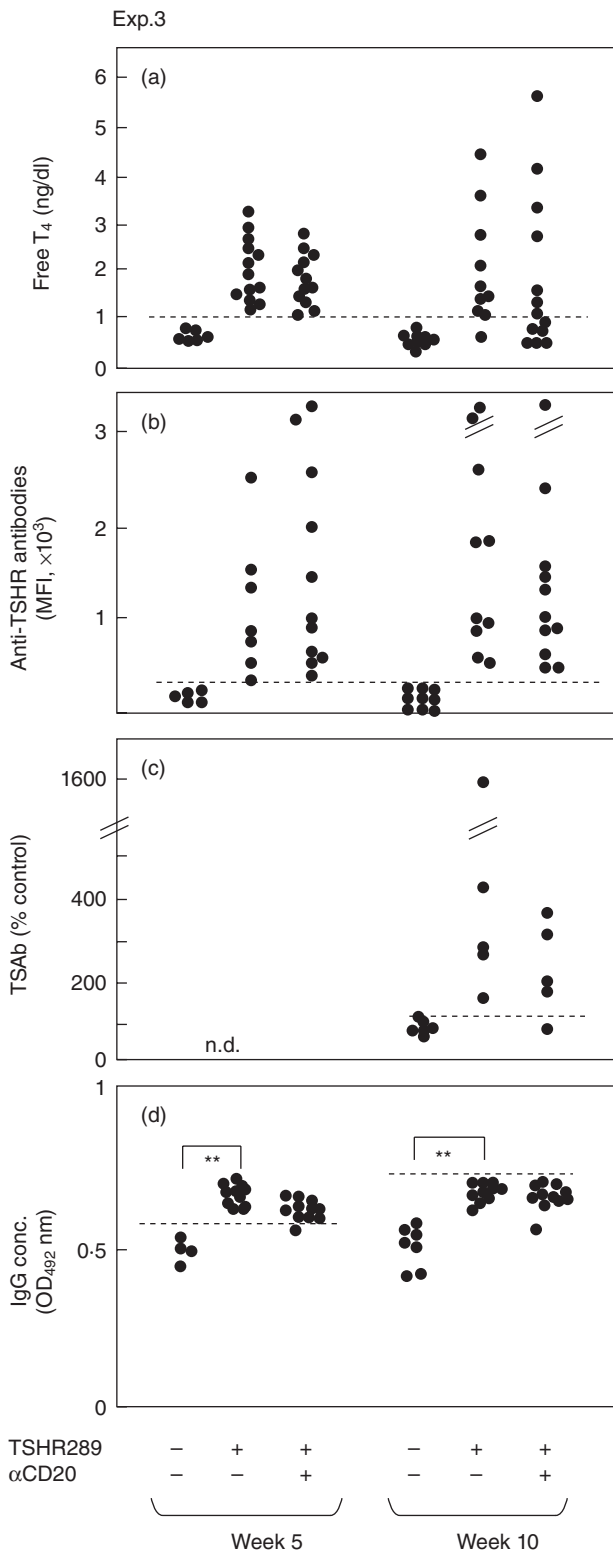 Exp.3
(a)
Free T₄ (ng/dl)
6
5
4
3
2
1
0
(b)
Anti-TSHR antibodies
(MFI, ×10³)
3
2
1
(c)
TSAb (% control)
1600
400
200
0
n.d.
(d)
IgG conc.
(OD₄₉₂ nm)
1
0.5
0
**
**
TSHR289 – + + – + +
αCD20 – – + – – +
Week 5 Week 10